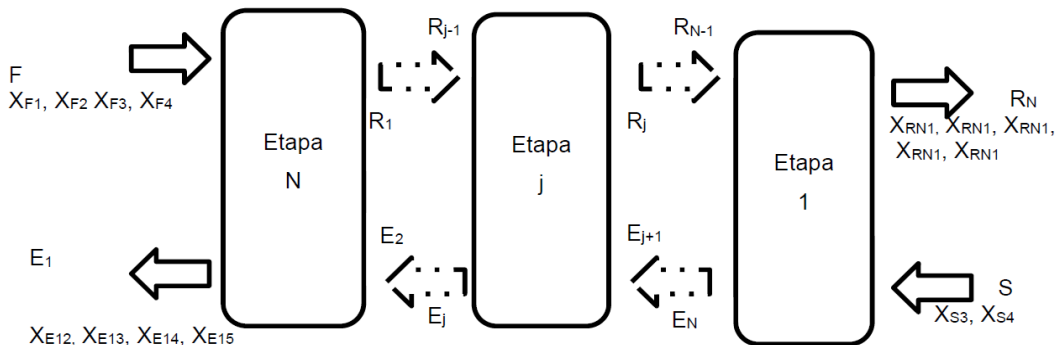 F
XF1, XF2 XF3, XF4
Etapa
N
Rj-1
R1
Etapa
j
RN-1
Rj
Etapa
1
RN
XRN1, XRN1, XRN1,
XRN1, XRN1
E1
XE12, XE13, XE14, XE15
E2
Ej
Ej+1
EN
S
XS3, XS4